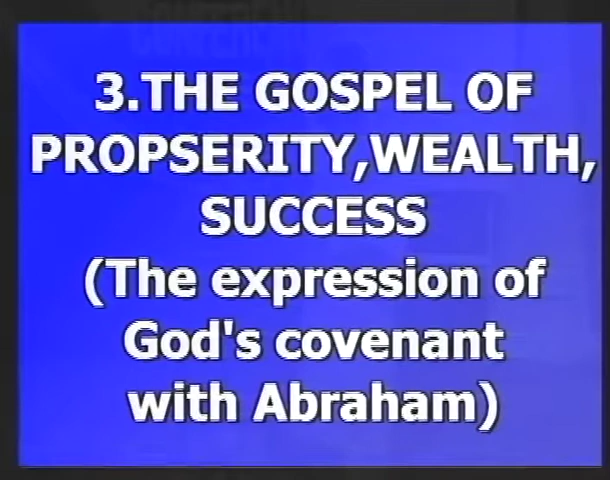 3.THE GOSPEL OF
PROPSERITY,WEALTH,
SUCCESS
(The expression of
God's covenant
with Abraham)